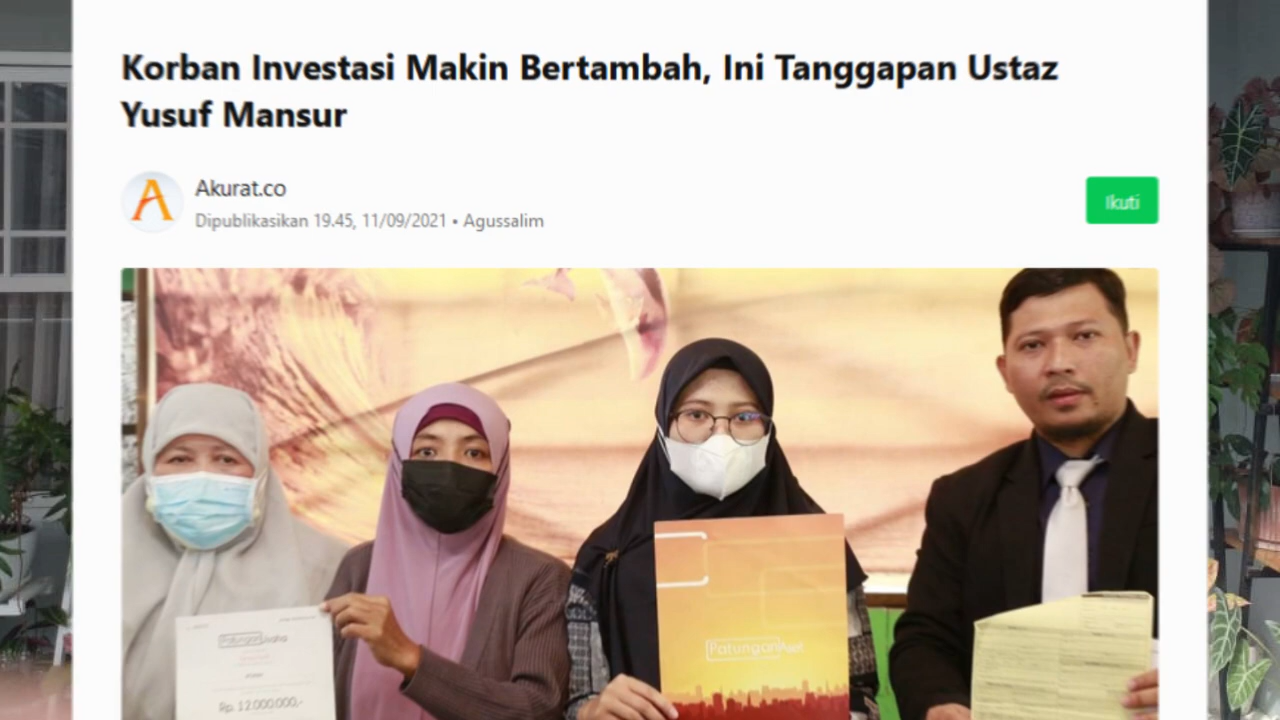 Korban Investasi Makin Bertambah, Ini Tanggapan Ustaz
Yusuf Mansur
Akurat.co
Dipublikasikan 19.45, 11/09/2021 • Agussalim
Ikuti
PatunganUsaha
Rp. 12.000.000,-
PatunganAset